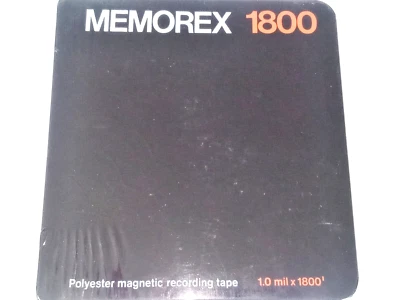 MEMOREX 1800
Polyester magnetic recording tape 1.0 mil x 1800'